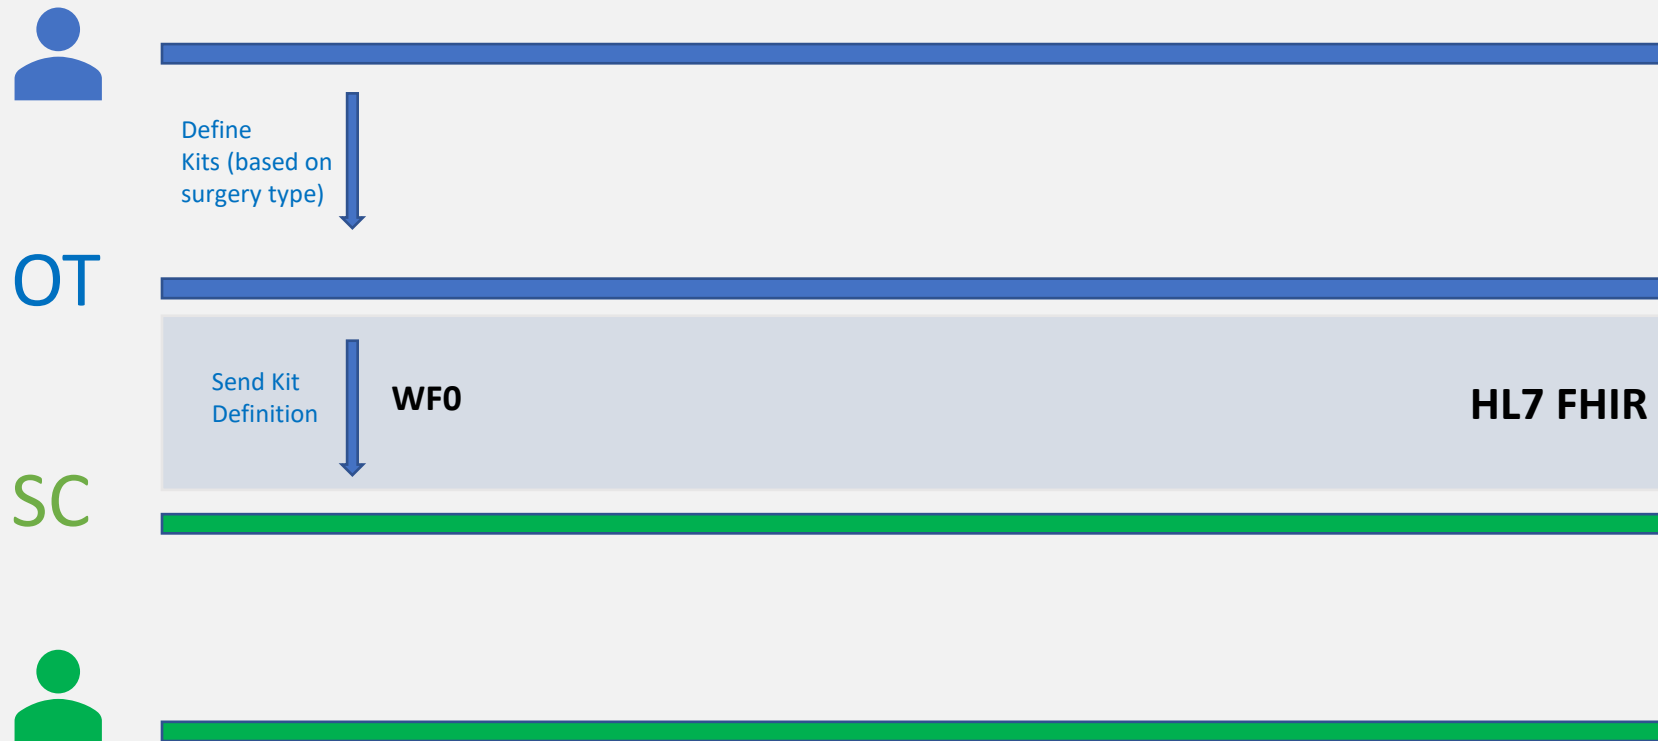 Define
Kits (based on
surgery type)
OT
Send Kit
Definition
WF0
HL7 FHIR
SC